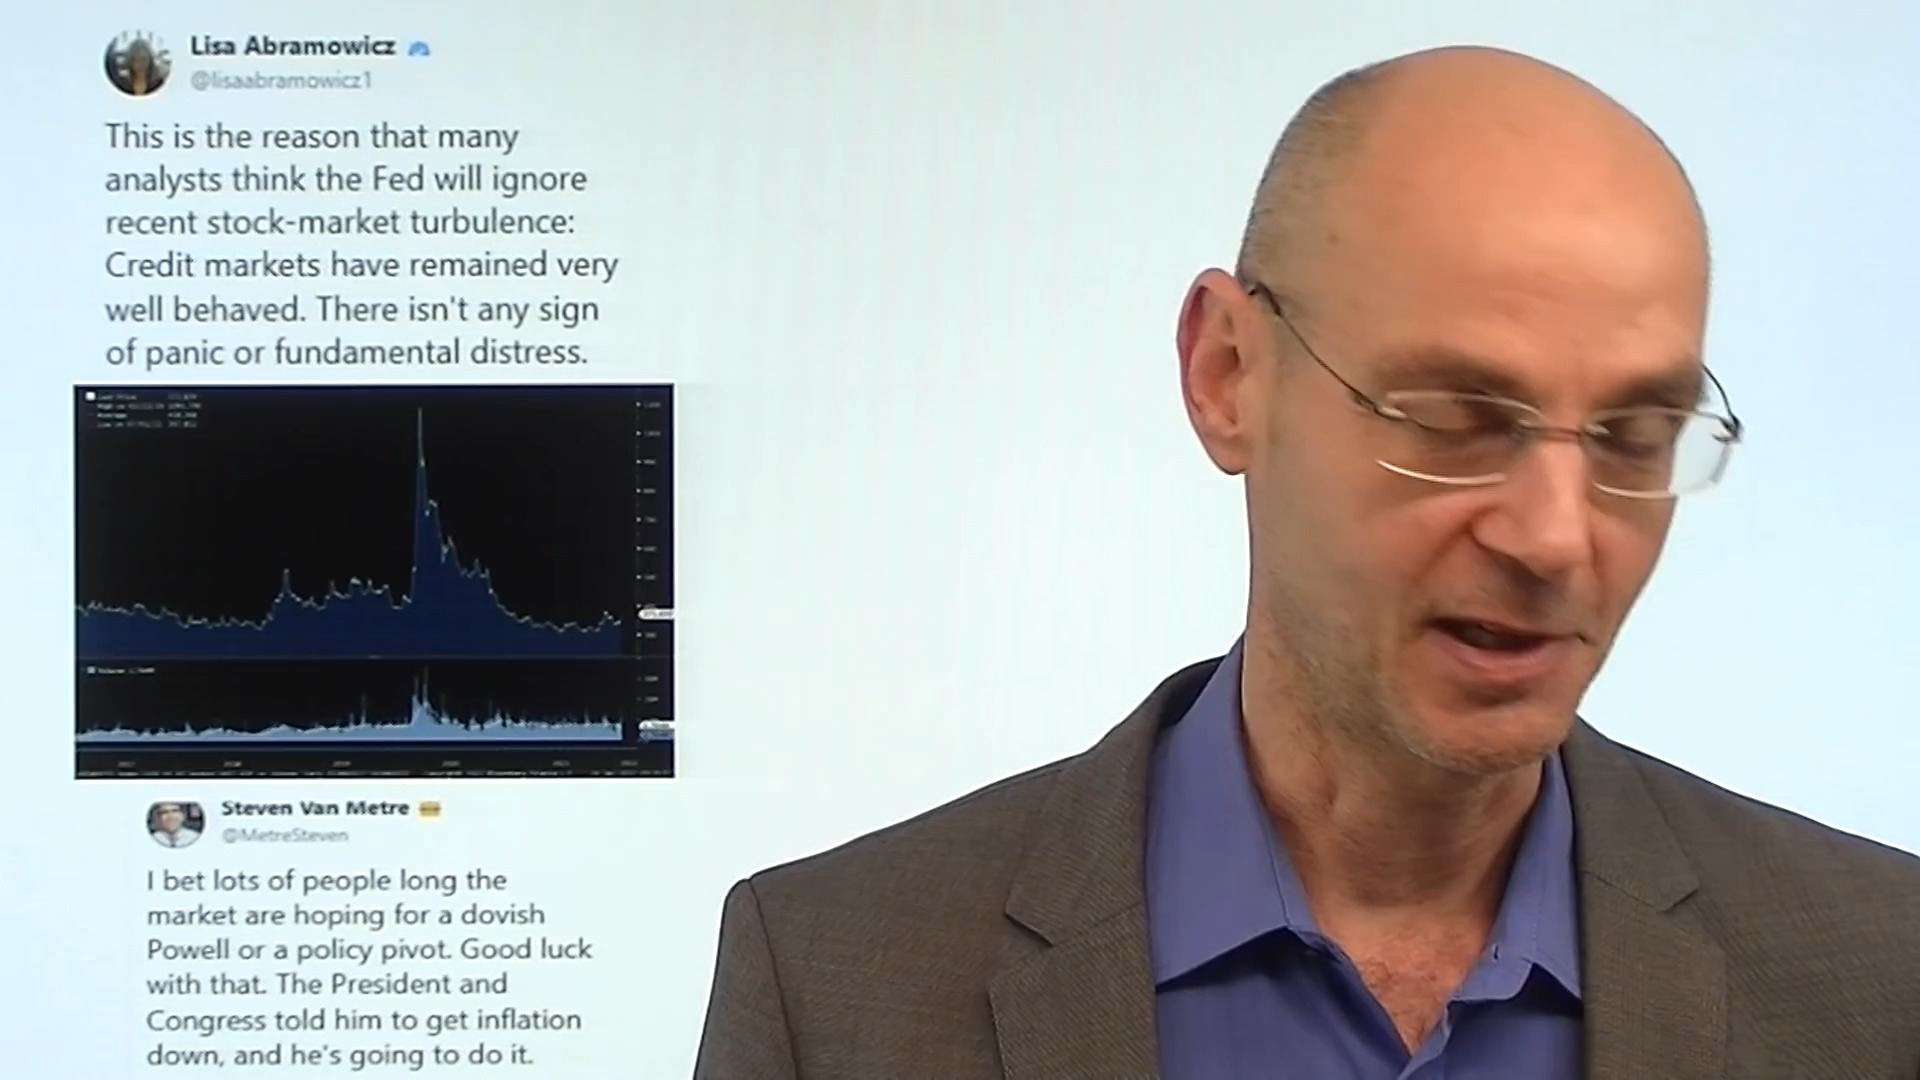 Lisa Abramowicz
@lisaabramowicz1
This is the reason that many
analysts think the Fed will ignore
recent stock-market turbulence:
Credit markets have remained very
well behaved. There isn't any sign
of panic or fundamental distress.
Steven Van Metre
@MetreSteven
I bet lots of people long the
market are hoping for a dovish
Powell or a policy pivot. Good luck
with that. The President and
Congress told him to get inflation
down, and he's going to do it.